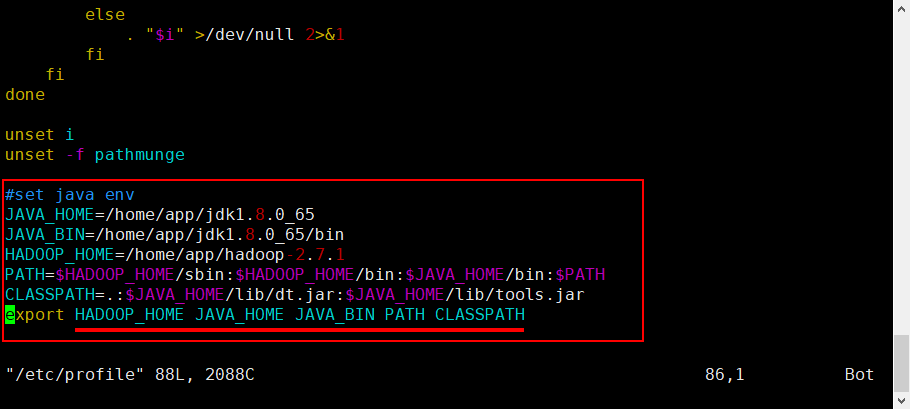 else
. "$i" >/dev/null 2>&1
fi
fi
done
unset i
unset -f pathmunge
#set java env
JAVA_HOME=/home/app/jdk1.8.0_65
JAVA_BIN=/home/app/jdk1.8.0_65/bin
HADOOP_HOME=/home/app/hadoop-2.7.1
PATH=$HADOOP_HOME/sbin:$HADOOP_HOME/bin:$JAVA_HOME/bin:$PATH
CLASSPATH=.:$JAVA_HOME/lib/dt.jar:$JAVA_HOME/lib/tools.jar
export HADOOP_HOME JAVA_HOME JAVA_BIN PATH CLASSPATH
"/etc/profile" 88L, 2088C 86,1 Bot